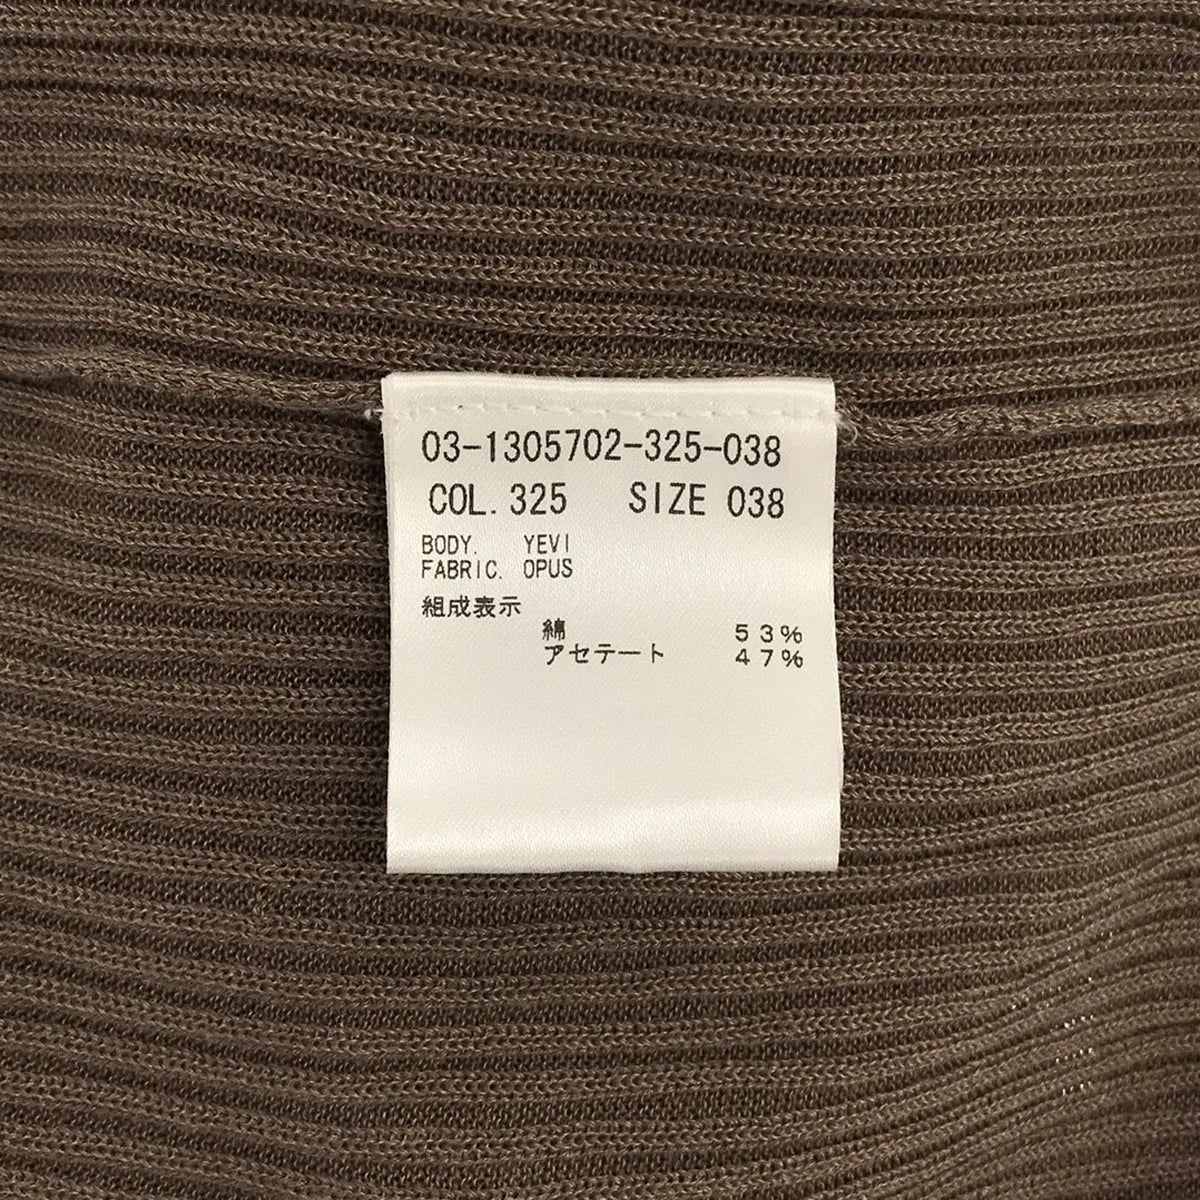 03-1305702-325-038
COL. 325 SIZE 038
BODY. YEVI
FABRIC. OPUS
組成表示
綿 53%
アセテート 47%